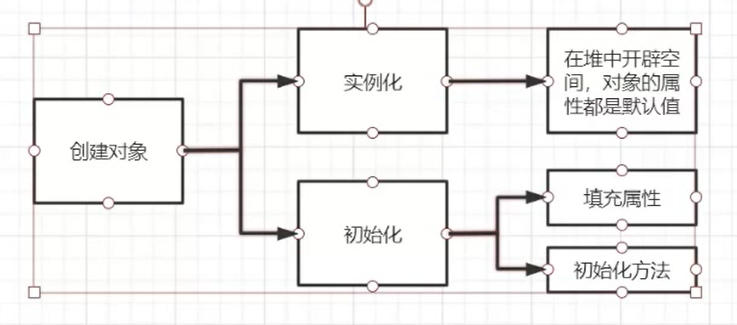 创建对象
实例化
在堆中开辟空
间，对象的属
性都是默认值
初始化
填充属性
初始化方法